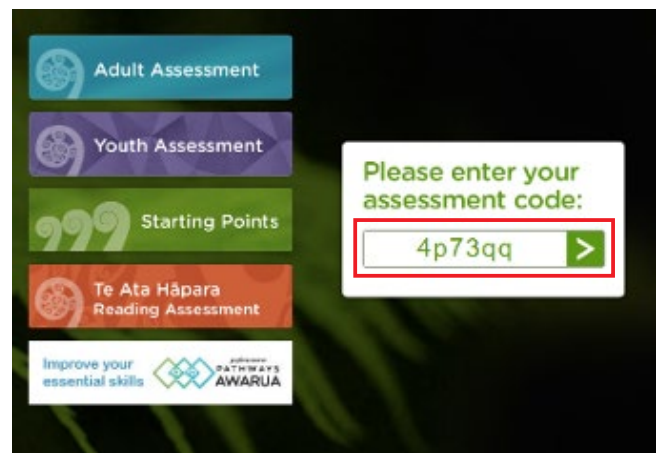 Adult Assessment
Youth Assessment
Starting Points
Te Ata Hāpara
Reading Assessment
Improve your
essential skills
PATHWAYS
AWARUA
Please enter your
assessment code:
4p73qq
>